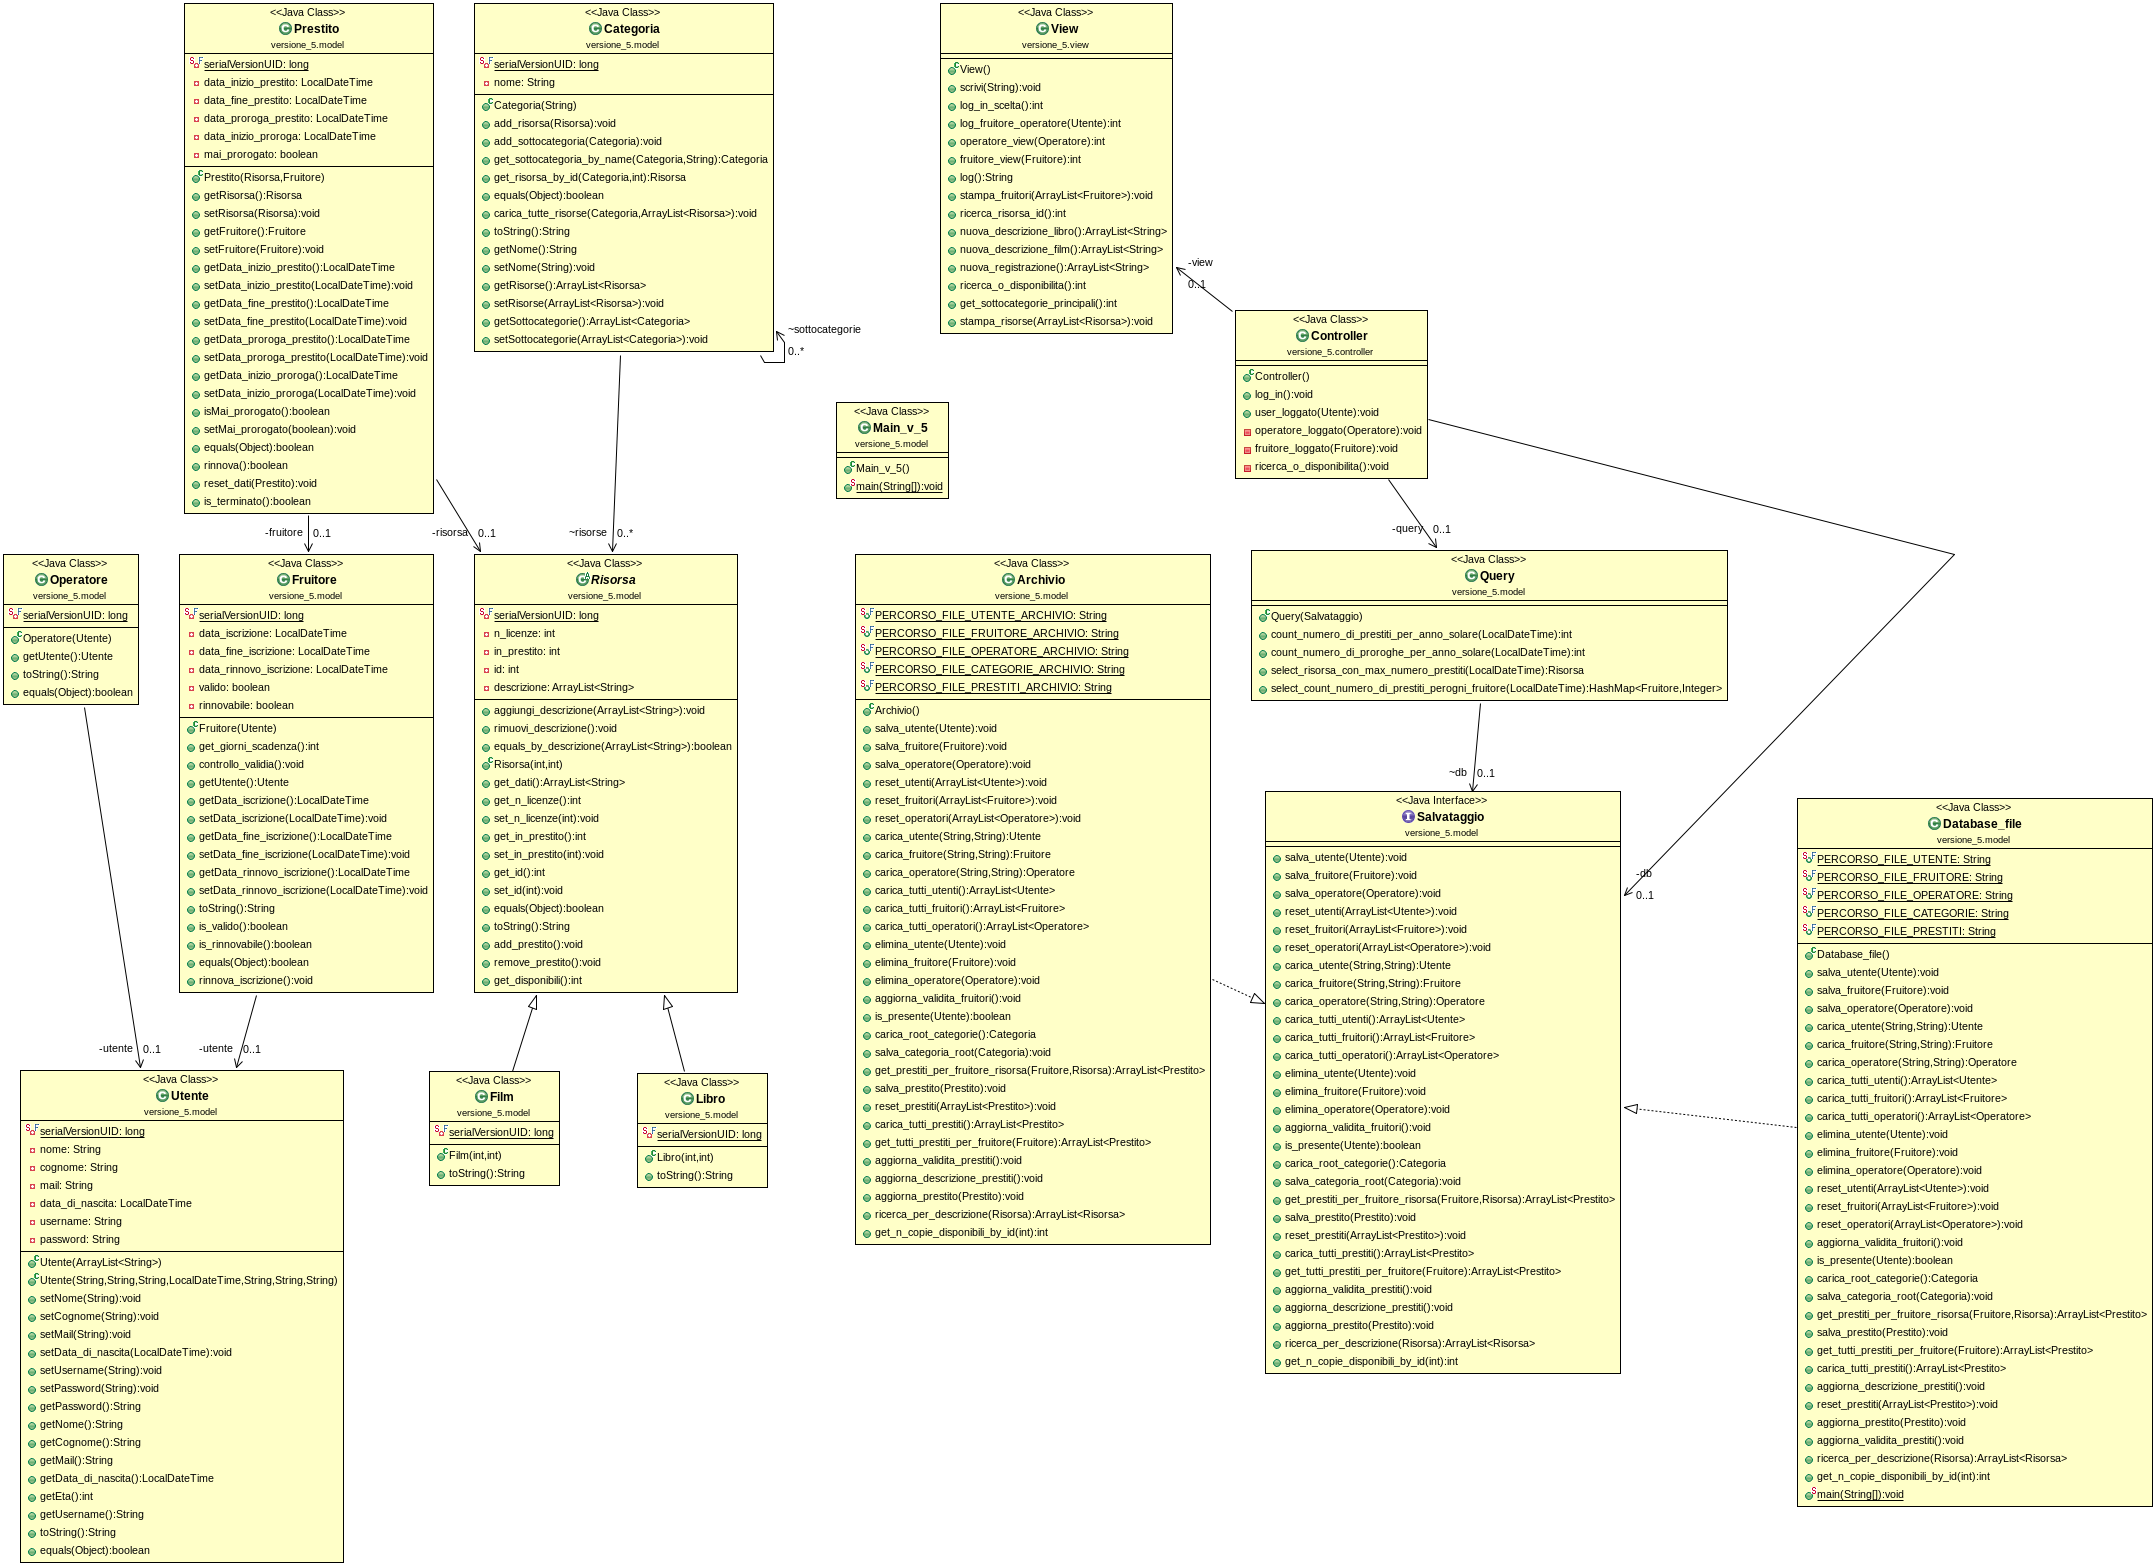 <<Java Class>>
Prestito
versione_5.model
serialVersionUID: long
data_inizio_prestito: LocalDateTime
data_fine_prestito: LocalDateTime
data_proroga_prestito: LocalDateTime
data_inizio_proroga: LocalDateTime
mai_prorogato: boolean
Prestito(Risorsa,Fruitore)
getRisorsa():Risorsa
setRisorsa(Risorsa):void
getFruitore():Fruitore
setFruitore(Fruitore):void
getData_inizio_prestito():LocalDateTime
setData_inizio_prestito(LocalDateTime):void
getData_fine_prestito():LocalDateTime
setData_fine_prestito(LocalDateTime):void
getData_proroga_prestito():LocalDateTime
setData_proroga_prestito(LocalDateTime):void
getData_inizio_proroga():LocalDateTime
setData_inizio_proroga(LocalDateTime):void
isMai_prorogato():boolean
setMai_prorogato(boolean):void
equals(Object):boolean
rinnova():boolean
reset_dati(Prestito):void
is_terminato():boolean
<<Java Class>>
Categoria
versione_5.model
serialVersionUID: long
nome: String
Categoria(String)
add_risorsa(Risorsa):void
add_sottocategoria(Categoria):void
get_sottocategoria_by_name(Categoria,String):Categoria
get_risorsa_by_id(Categoria,int):Risorsa
equals(Object):boolean
carica_tutte_risorse(Categoria,ArrayList<Risorsa>):void
toString():String
getNome():String
setNome(String):void
getRisorse():ArrayList<Risorsa>
setRisorse(ArrayList<Risorsa>):void
getSottocategorie():ArrayList<Categoria>
setSottocategorie(ArrayList<Categoria>):void
~sottocategorie
0..*
<<Java Class>>
View
versione_5.view
View()
scrivi(String):void
log_in_scelta():int
log_fruitore_operatore(Utente):int
operatore_view(Operatore):int
fruitore_view(Fruitore):int
log():String
stampa_fruitori(ArrayList<Fruitore>):void
ricerca_risorsa_id():int
nuova_descrizione_libro():ArrayList<String>
nuova_descrizione_film():ArrayList<String>
nuova_registrazione():ArrayList<String>
ricerca_o_disponibilita():int
get_sottocategorie_principali():int
stampa_risorse(ArrayList<Risorsa>):void
-view
0..1
<<Java Class>>
Controller
versione_5.controller
Controller()
log_in():void
user_loggato(Utente):void
operatore_loggato(Operatore):void
fruitore_loggato(Fruitore):void
ricerca_o_disponibilita():void
<<Java Class>>
Main_v_5
versione_5.model
Main_v_5()
main(String[]):void
-fruitore
0..1
-risorsa
0..1
~risorse
0..*
-query
0..1
<<Java Class>>
Operatore
versione_5.model
serialVersionUID: long
Operatore(Utente)
getUtente():Utente
toString():String
equals(Object):boolean
<<Java Class>>
Fruitore
versione_5.model
serialVersionUID: long
data_iscrizione: LocalDateTime
data_fine_iscrizione: LocalDateTime
data_rinnovo_iscrizione: LocalDateTime
valido: boolean
rinnovabile: boolean
Fruitore(Utente)
get_giorni_scadenza():int
controllo_validia():void
getUtente():Utente
getData_iscrizione():LocalDateTime
setData_iscrizione(LocalDateTime):void
getData_fine_iscrizione():LocalDateTime
setData_fine_iscrizione(LocalDateTime):void
getData_rinnovo_iscrizione():LocalDateTime
setData_rinnovo_iscrizione(LocalDateTime):void
toString():String
is_valido():boolean
is_rinnovabile():boolean
equals(Object):boolean
rinnova_iscrizione():void
<<Java Class>>
Risorsa
versione_5.model
serialVersionUID: long
n_licenze: int
in_prestito: int
id: int
descrizione: ArrayList<String>
aggiungi_descrizione(ArrayList<String>):void
rimuovi_descrizione():void
equals_by_descrizione(ArrayList<String>):boolean
Risorsa(int,int)
get_dati():ArrayList<String>
get_n_licenze():int
set_n_licenze(int):void
get_in_prestito():int
set_in_prestito(int):void
get_id():int
set_id(int):void
equals(Object):boolean
toString():String
add_prestito():void
remove_prestito():void
get_disponibili():int
<<Java Class>>
Archivio
versione_5.model
PERCORSO_FILE_UTENTE_ARCHIVIO: String
PERCORSO_FILE_FRUITORE_ARCHIVIO: String
PERCORSO_FILE_OPERATORE_ARCHIVIO: String
PERCORSO_FILE_CATEGORIE_ARCHIVIO: String
PERCORSO_FILE_PRESTITI_ARCHIVIO: String
Archivio()
salva_utente(Utente):void
salva_fruitore(Fruitore):void
salva_operatore(Operatore):void
reset_utenti(ArrayList<Utente>):void
reset_fruitori(ArrayList<Fruitore>):void
reset_operatori(ArrayList<Operatore>):void
carica_utente(String,String):Utente
carica_fruitore(String,String):Fruitore
carica_operatore(String,String):Operatore
carica_tutti_utenti():ArrayList<Utente>
carica_tutti_fruitori():ArrayList<Fruitore>
carica_tutti_operatori():ArrayList<Operatore>
elimina_utente(Utente):void
elimina_fruitore(Fruitore):void
elimina_operatore(Operatore):void
aggiorna_validita_fruitori():void
is_presente(Utente):boolean
carica_root_categorie():Categoria
salva_categoria_root(Categoria):void
get_prestiti_per_fruitore_risorsa(Fruitore,Risorsa):ArrayList<Prestito>
salva_prestito(Prestito):void
reset_prestiti(ArrayList<Prestito>):void
carica_tutti_prestiti():ArrayList<Prestito>
get_tutti_prestiti_per_fruitore(Fruitore):ArrayList<Prestito>
aggiorna_validita_prestiti():void
aggiorna_descrizione_prestiti():void
aggiorna_prestito(Prestito):void
ricerca_per_descrizione(Risorsa):ArrayList<Risorsa>
get_n_copie_disponibili_by_id(int):int
<<Java Class>>
Query
versione_5.model
Query(Salvataggio)
count_numero_di_prestiti_per_anno_solare(LocalDateTime):int
count_numero_di_proroghe_per_anno_solare(LocalDateTime):int
select_risorsa_con_max_numero_prestiti(LocalDateTime):Risorsa
select_count_numero_di_prestiti_perogni_fruitore(LocalDateTime):HashMap<Fruitore,Integer>
~db
0..1
<<Java Interface>>
Salvataggio
versione_5.model
salva_utente(Utente):void
salva_fruitore(Fruitore):void
salva_operatore(Operatore):void
reset_utenti(ArrayList<Utente>):void
reset_fruitori(ArrayList<Fruitore>):void
reset_operatori(ArrayList<Operatore>):void
carica_utente(String,String):Utente
carica_fruitore(String,String):Fruitore
carica_operatore(String,String):Operatore
carica_tutti_utenti():ArrayList<Utente>
carica_tutti_fruitori():ArrayList<Fruitore>
carica_tutti_operatori():ArrayList<Operatore>
elimina_utente(Utente):void
elimina_fruitore(Fruitore):void
elimina_operatore(Operatore):void
aggiorna_validita_fruitori():void
is_presente(Utente):boolean
carica_root_categorie():Categoria
salva_categoria_root(Categoria):void
get_prestiti_per_fruitore_risorsa(Fruitore,Risorsa):ArrayList<Prestito>
salva_prestito(Prestito):void
reset_prestiti(ArrayList<Prestito>):void
carica_tutti_prestiti():ArrayList<Prestito>
get_tutti_prestiti_per_fruitore(Fruitore):ArrayList<Prestito>
aggiorna_validita_prestiti():void
aggiorna_descrizione_prestiti():void
aggiorna_prestito(Prestito):void
ricerca_per_descrizione(Risorsa):ArrayList<Risorsa>
get_n_copie_disponibili_by_id(int):int
-db
0..1
<<Java Class>>
Database_file
versione_5.model
PERCORSO_FILE_UTENTE: String
PERCORSO_FILE_FRUITORE: String
PERCORSO_FILE_OPERATORE: String
PERCORSO_FILE_CATEGORIE: String
PERCORSO_FILE_PRESTITI: String
Database_file()
salva_utente(Utente):void
salva_fruitore(Fruitore):void
salva_operatore(Operatore):void
carica_utente(String,String):Utente
carica_fruitore(String,String):Fruitore
carica_operatore(String,String):Operatore
carica_tutti_utenti():ArrayList<Utente>
carica_tutti_fruitori():ArrayList<Fruitore>
carica_tutti_operatori():ArrayList<Operatore>
elimina_utente(Utente):void
elimina_fruitore(Fruitore):void
elimina_operatore(Operatore):void
reset_utenti(ArrayList<Utente>):void
reset_fruitori(ArrayList<Fruitore>):void
reset_operatori(ArrayList<Operatore>):void
aggiorna_validita_fruitori():void
is_presente(Utente):boolean
carica_root_categorie():Categoria
salva_categoria_root(Categoria):void
get_prestiti_per_fruitore_risorsa(Fruitore,Risorsa):ArrayList<Prestito>
salva_prestito(Prestito):void
get_tutti_prestiti_per_fruitore(Fruitore):ArrayList<Prestito>
carica_tutti_prestiti():ArrayList<Prestito>
aggiorna_descrizione_prestiti():void
reset_prestiti(ArrayList<Prestito>):void
aggiorna_prestito(Prestito):void
aggiorna_validita_prestiti():void
ricerca_per_descrizione(Risorsa):ArrayList<Risorsa>
get_n_copie_disponibili_by_id(int):int
main(String[]):void
-utente
0..1
-utente
0..1
<<Java Class>>
Utente
versione_5.model
serialVersionUID: long
nome: String
cognome: String
mail: String
data_di_nascita: LocalDateTime
username: String
password: String
Utente(ArrayList<String>)
Utente(String,String,String,LocalDateTime,String,String,String)
setNome(String):void
setCognome(String):void
setMail(String):void
setData_di_nascita(LocalDateTime):void
setUsername(String):void
setPassword(String):void
getPassword():String
getNome():String
getCognome():String
getMail():String
getData_di_nascita():LocalDateTime
getEta():int
getUsername():String
toString():String
equals(Object):boolean
<<Java Class>>
Film
versione_5.model
serialVersionUID: long
Film(int,int)
toString():String
<<Java Class>>
Libro
versione_5.model
serialVersionUID: long
Libro(int,int)
toString():String